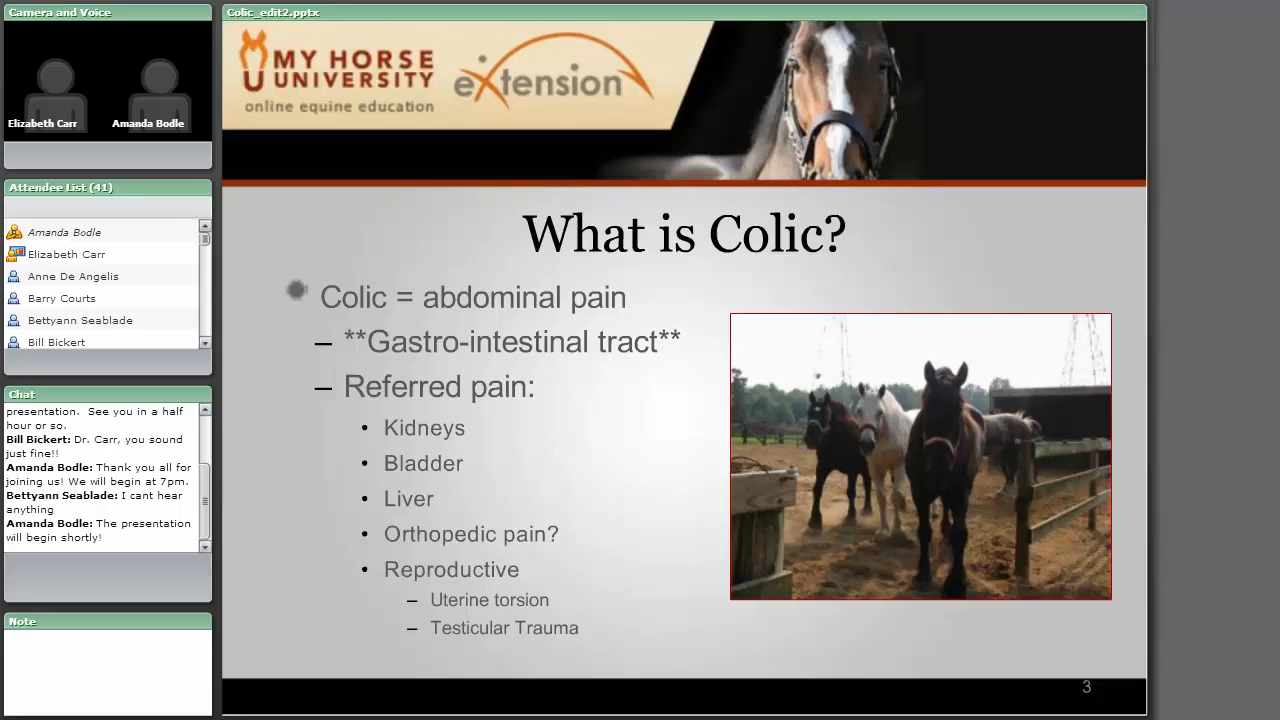 Camera and Voice
Elizabeth Carr
Amanda Bodle
Attendee List (41)
Amanda Bodle
Elizabeth Carr
Anne De Angelis
Barry Courts
Bettyann Seablade
Bill Bickert
Chat
presentation. See you in a half
hour or so.
Bill Bickert: Dr. Carr, you sound
just fine!!
Amanda Bodle: Thank you all for
joining us! We will begin at 7pm.
Bettyann Seablade: I cant hear
anything
Amanda Bodle: The presentation
will begin shortly!
Note
Colic_edit2.pptx
MY HORSE
UNIVERSITY
online equine education
eXtension
What is Colic?
Colic = abdominal pain
– **Gastro-intestinal tract**
– Referred pain:
• Kidneys
• Bladder
• Liver
• Orthopedic pain?
• Reproductive
– Uterine torsion
– Testicular Trauma
3